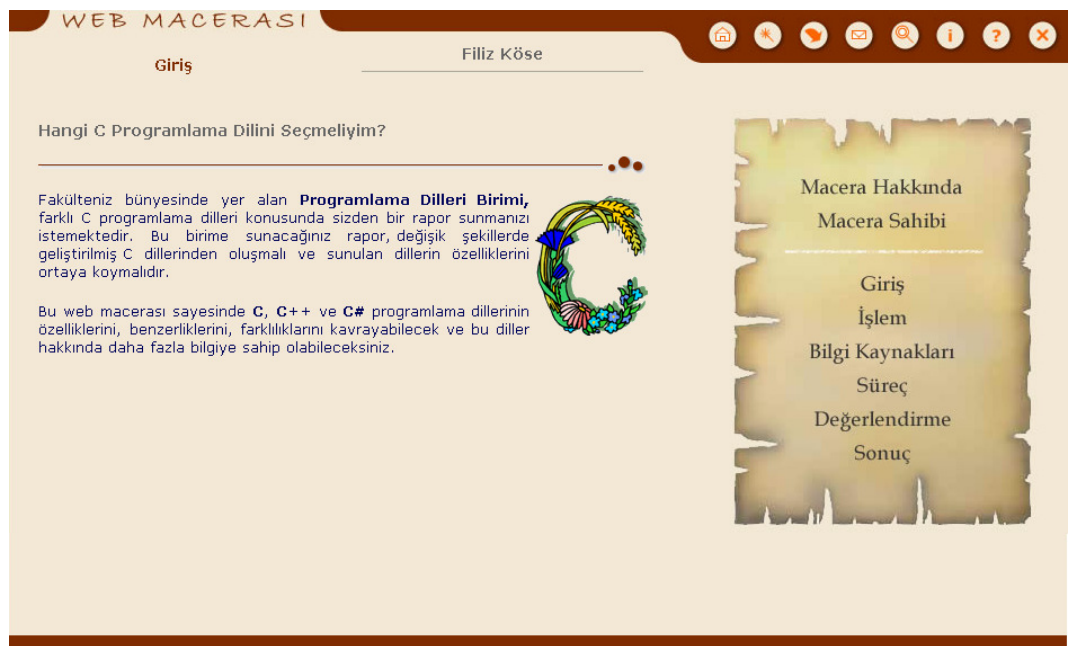 WEB MACERASI
Giriş
Filiz Köse
Hangi C Programlama Dilini Seçmeliyim?
Fakülteniz bünyesinde yer alan Programlama Dilleri Birimi,
farklı C programlama dilleri konusunda sizden bir rapor sunmanızı
istemektedir. Bu birime sunacağınız rapor, değişik şekillerde
geliştirilmiş C dillerinden oluşmalı ve sunulan dillerin özelliklerini
ortaya koymalıdır.
Bu web macerası sayesinde C, C++ ve C# programlama dillerinin
özelliklerini, benzerliklerini, farklılıklarını kavrayabilecek ve bu diller
hakkında daha fazla bilgiye sahip olabileceksiniz.
Macera Hakkında
Macera Sahibi
Giriş
İşlem
Bilgi Kaynakları
Süreç
Değerlendirme
Sonuç